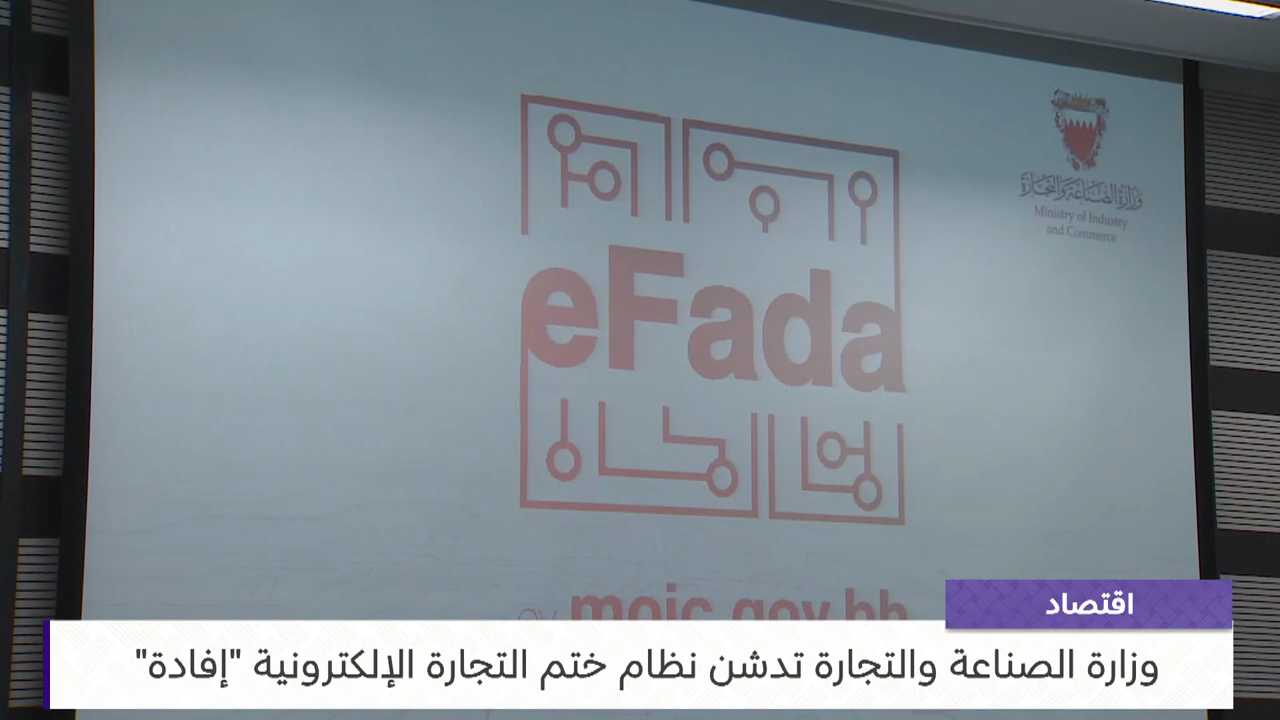 وزارة الصناعة والتجارة
Ministry of Industry
and Commerce
eFada
moic.gov.bh
اقتصاد
وزارة الصناعة والتجارة تدشن نظام ختم التجارة الإلكترونية "إفادة"